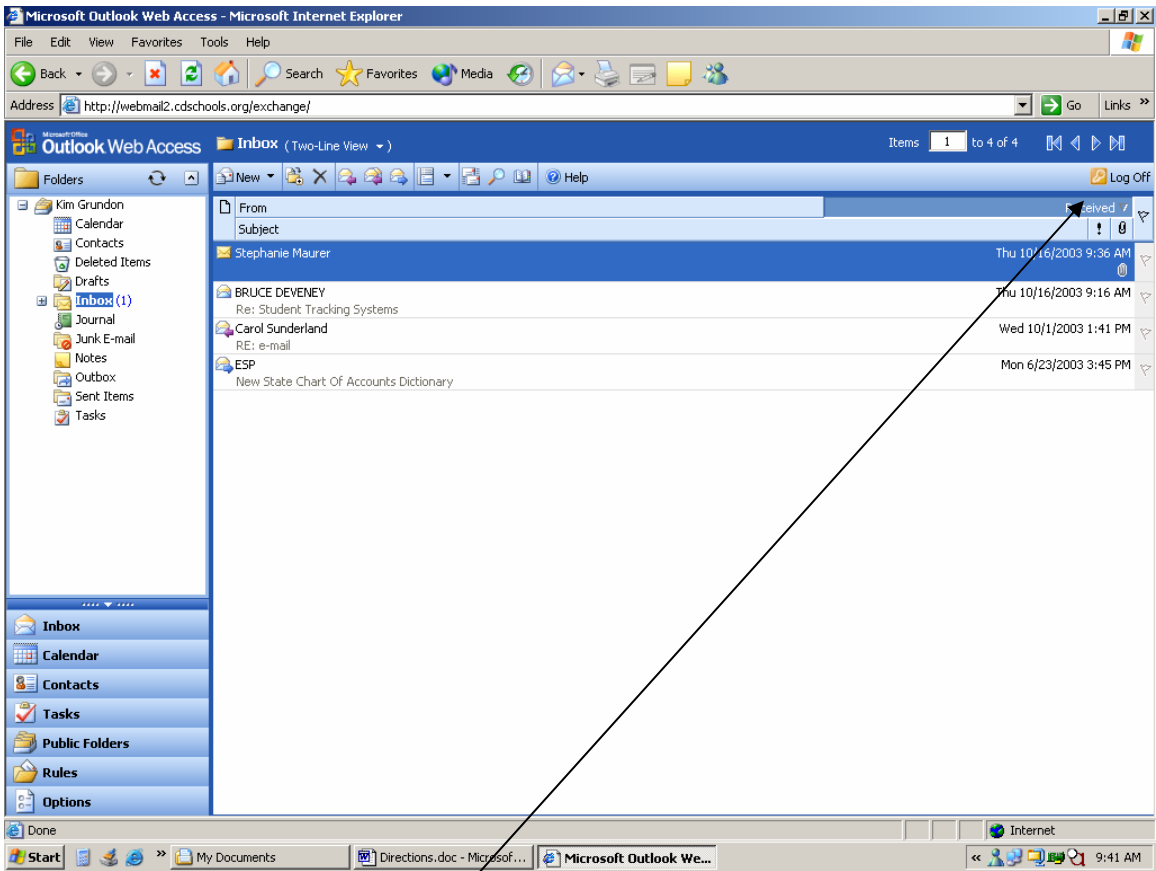 Microsoft Outlook Web Access - Microsoft Internet Explorer
File Edit View Favorites Tools Help
Back Search Favorites Media
Address http://webmail2.cdschools.org/exchange/ Go Links »
Microsoft Office
Outlook Web Access Inbox (Two-Line View) Items 1 to 4 of 4
Folders New Help Log Off
Kim Grundon
Calendar
Contacts
Deleted Items
Drafts
Inbox (1)
Journal
Junk E-mail
Notes
Outbox
Sent Items
Tasks
From Received
Subject
Stephanie Maurer Thu 10/16/2003 9:36 AM
BRUCE DEVENEY Thu 10/16/2003 9:16 AM
Re: Student Tracking Systems
Carol Sunderland Wed 10/1/2003 1:41 PM
RE: e-mail
ESP Mon 6/23/2003 3:45 PM
New State Chart Of Accounts Dictionary
Inbox
Calendar
Contacts
Tasks
Public Folders
Rules
Options
Done Internet
Start » My Documents Directions.doc - Microsof... Microsoft Outlook We... « 9:41 AM